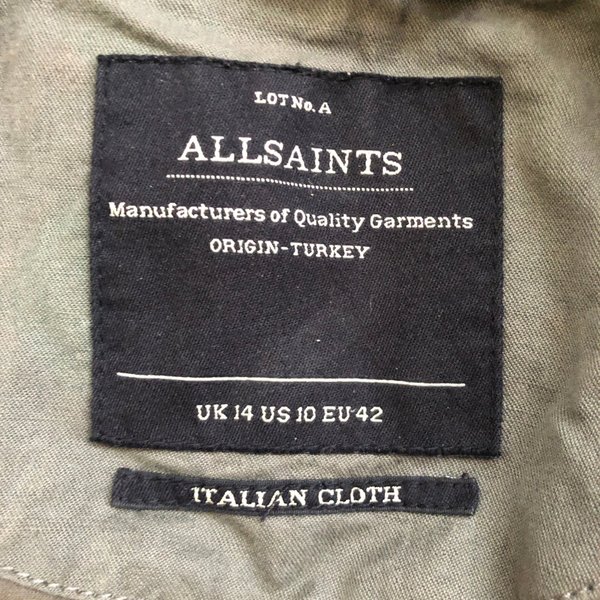 LOT No. A
ALLSAINTS
Manufacturers of Quality Garments
ORIGIN-TURKEY
UK 14 US 10 EU 42
ITALIAN CLOTH